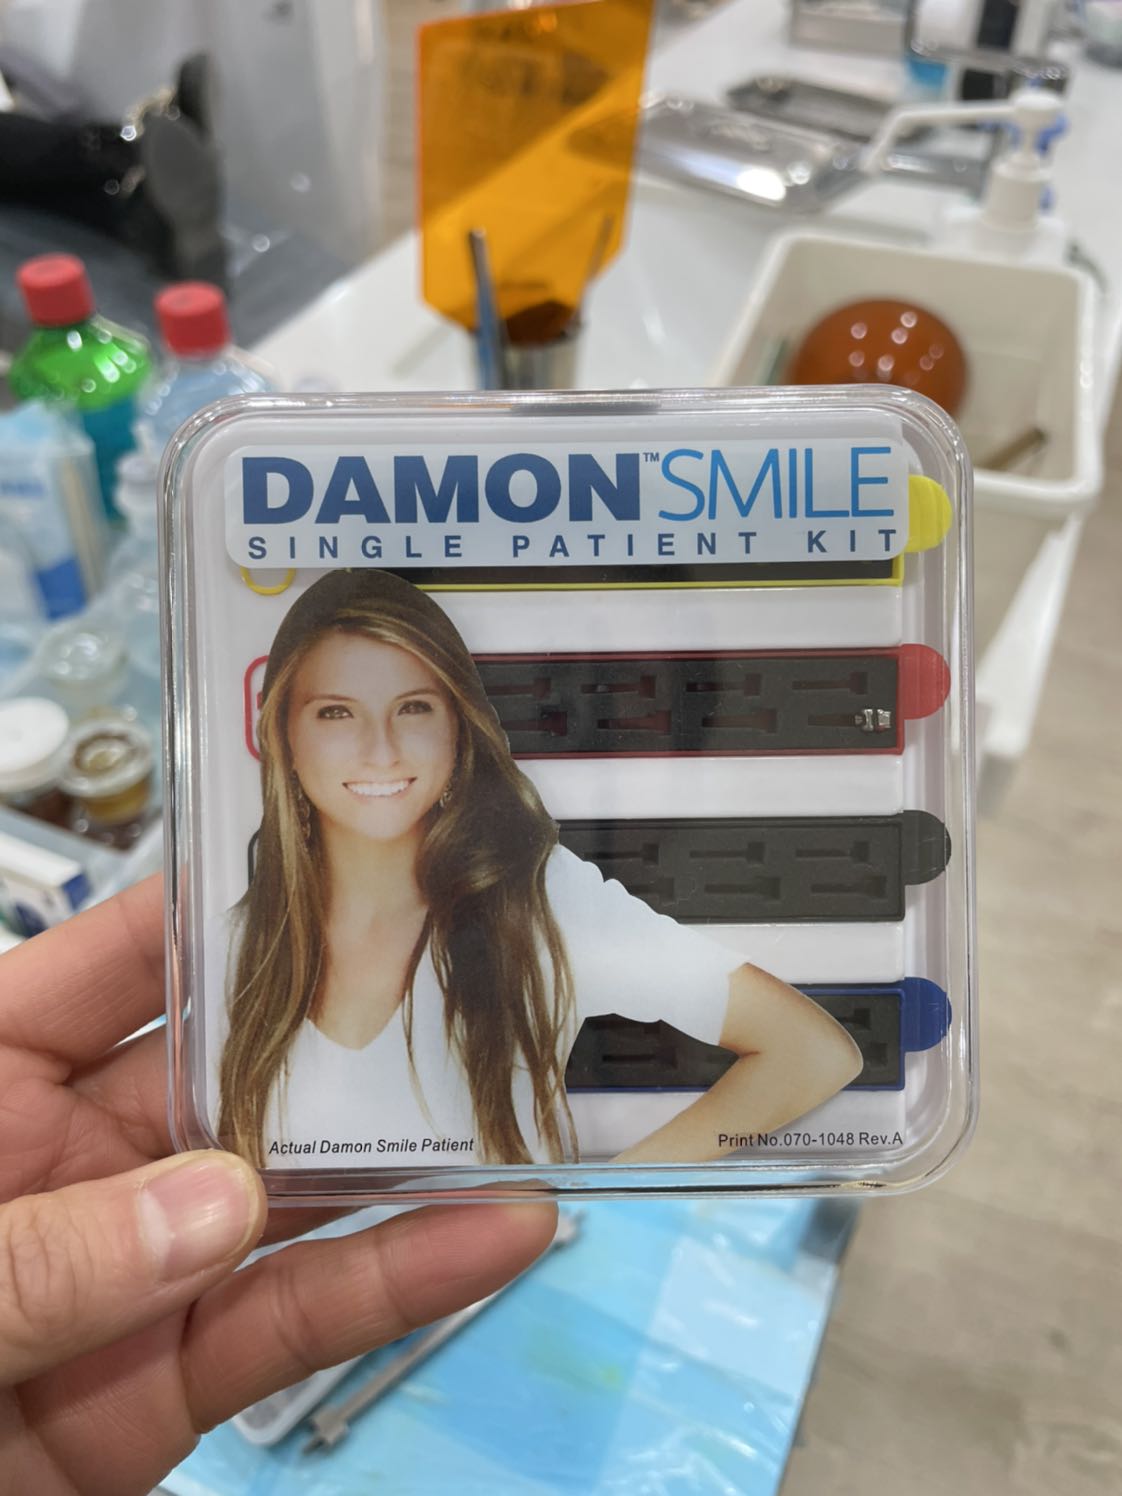 DAMON™SMILE
SINGLE PATIENT KIT
Actual Damon Smile Patient
Print No.070-1048 Rev.A